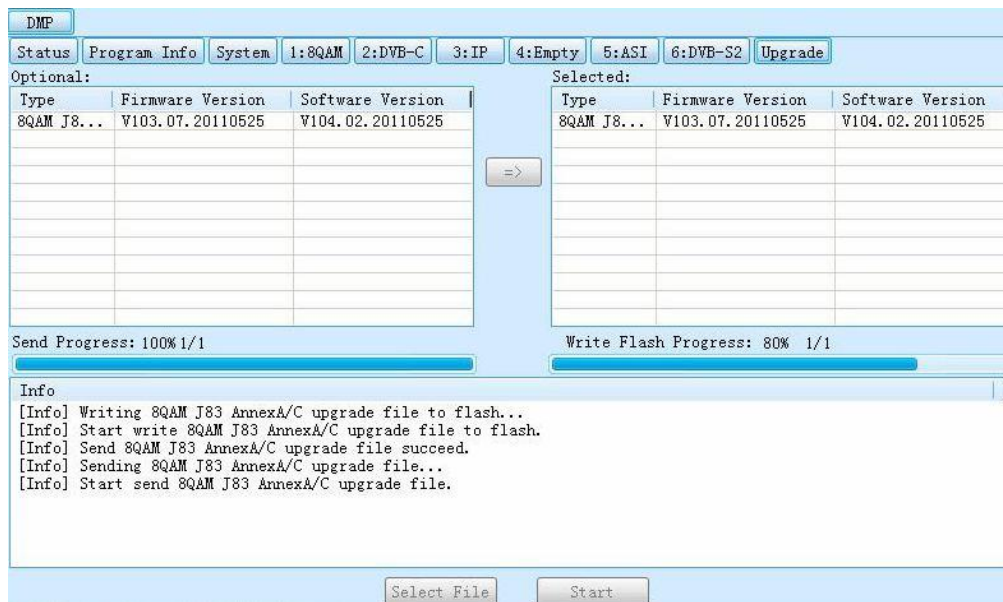 DMP
Status Program Info System 1:8QAM 2:DVB-C 3:IP 4:Empty 5:ASI 6:DVB-S2 Upgrade
Optional: Selected:
Type Firmware Version Software Version Type Firmware Version Software Version
8QAM J8... V103.07.20110525 V104.02.20110525 8QAM J8... V103.07.20110525 V104.02.20110525
=>
Send Progress: 100% 1/1 Write Flash Progress: 80% 1/1
Info
[Info] Writing 8QAM J83 AnnexA/C upgrade file to flash...
[Info] Start write 8QAM J83 AnnexA/C upgrade file to flash.
[Info] Send 8QAM J83 AnnexA/C upgrade file succeed.
[Info] Sending 8QAM J83 AnnexA/C upgrade file...
[Info] Start send 8QAM J83 AnnexA/C upgrade file.
Select File Start